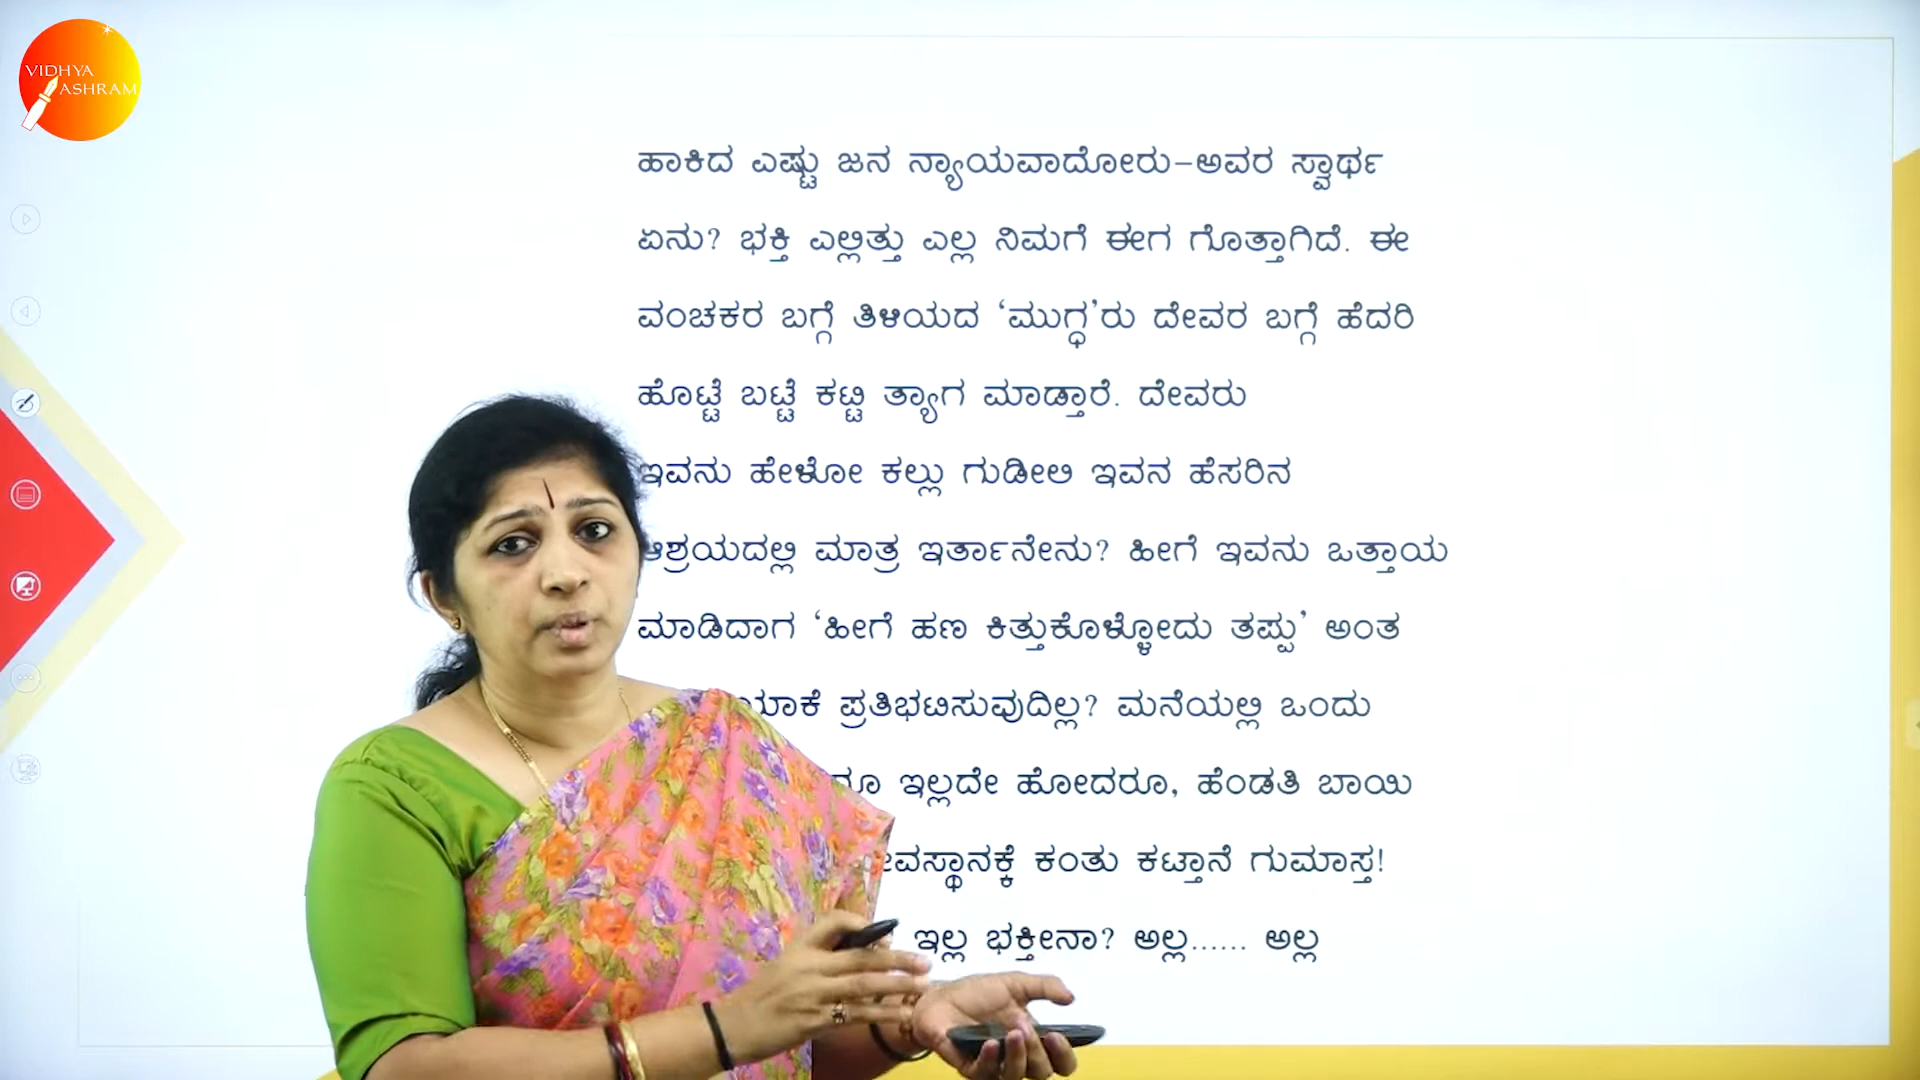 VIDHYA
ASHRAM
ಹಾಕಿದ ಎಷ್ಟು ಜನ ನ್ಯಾಯವಾದೋರು-ಅವರ ಸ್ವಾರ್ಥ
ಏನು? ಭಕ್ತಿ ಎಲ್ಲಿತ್ತು ಎಲ್ಲ ನಿಮಗೆ ಈಗ ಗೊತ್ತಾಗಿದೆ. ಈ
ವಂಚಕರ ಬಗ್ಗೆ ತಿಳಿಯದ ‘ಮುಗ್ಧ’ರು ದೇವರ ಬಗ್ಗೆ ಹೆದರಿ
ಹೊಟ್ಟೆ ಬಟ್ಟೆ ಕಟ್ಟಿ ತ್ಯಾಗ ಮಾಡ್ತಾರೆ. ದೇವರು
ಇವನು ಹೇಳೋ ಕಲ್ಲು ಗುಡೀಲಿ ಇವನ ಹೆಸರಿನ
ಆಶ್ರಯದಲ್ಲಿ ಮಾತ್ರ ಇರ್ತಾನೇನು? ಹೀಗೆ ಇವನು ಒತ್ತಾಯ
ಮಾಡಿದಾಗ ‘ಹೀಗೆ ಹಣ ಕಿತ್ತುಕೊಳ್ಳೋದು ತಪ್ಪು’ ಅಂತ
ಯಾಕೆ ಪ್ರತಿಭಟಿಸುವುದಿಲ್ಲ? ಮನೆಯಲ್ಲಿ ಒಂದು
ಇಲ್ಲದೇ ಹೋದರೂ, ಹೆಂಡತಿ ಬಾಯಿ
ಕಂತು ಕಟ್ತಾನೆ ಗುಮಾಸ್ತ!
ಇಲ್ಲ ಭಕ್ತೀನಾ? ಅಲ್ಲ...... ಅಲ್ಲ